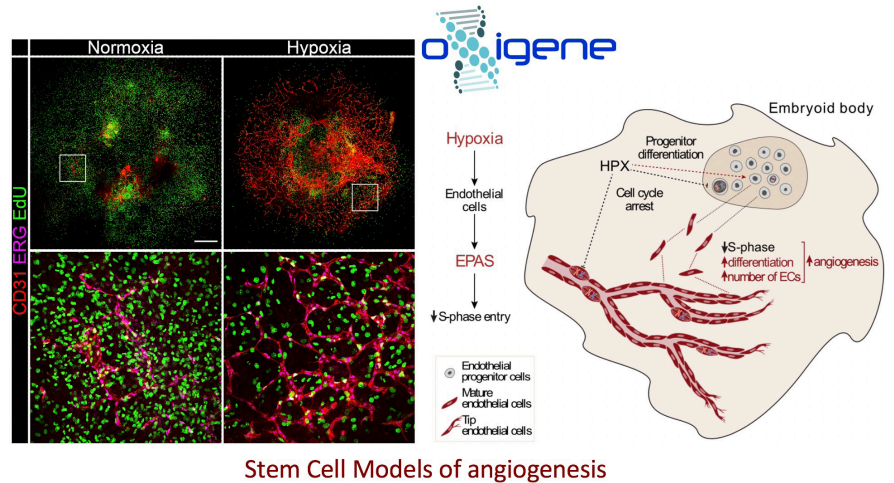 Normoxia
Hypoxia
CD31 ERG EdU
oXigene
Hypoxia
Endothelial
cells
EPAS
S-phase entry
Endothelial
progenitor cells
Mature
endothelial cells
Tip
endothelial cells
Embryoid body
Progenitor
differentiation
HPX
Cell cycle
arrest
S-phase
differentiation
number of ECs
angiogenesis
Stem Cell Models of angiogenesis